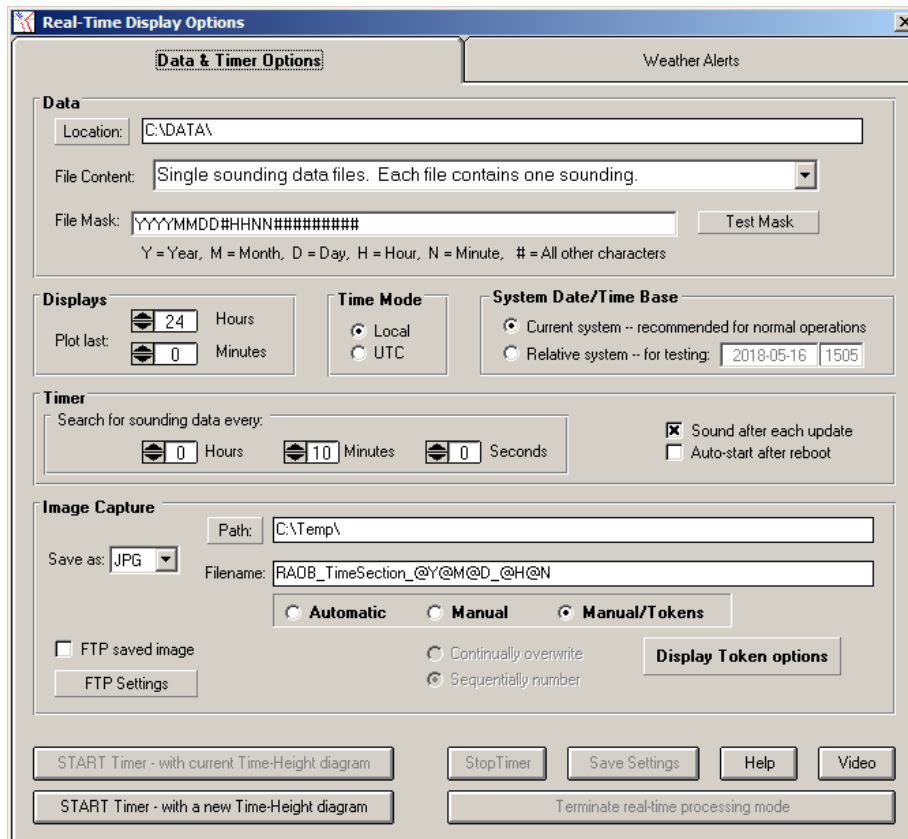 Real-Time Display Options
Data & Timer Options
Weather Alerts
Data
Location: C:\DATA\
File Content: Single sounding data files. Each file contains one sounding.
File Mask: YYYYMMDD#HHNN######### Test Mask
Y = Year, M = Month, D = Day, H = Hour, N = Minute, # = All other characters
Displays
Plot last: 24 Hours
0 Minutes
Time Mode
Local
UTC
System Date/Time Base
Current system -- recommended for normal operations
Relative system -- for testing: 2018-05-16 1505
Timer
Search for sounding data every:
0 Hours 10 Minutes 0 Seconds
Sound after each update
Auto-start after reboot
Image Capture
Path: C:\Temp\
Save as: JPG
Filename: RAOB_TimeSection_@Y@M@D_@H@N
Automatic Manual Manual/Tokens
FTP saved image
FTP Settings
Continually overwrite
Sequentially number
Display Token options
START Timer - with current Time-Height diagram StopTimer Save Settings Help Video
START Timer - with a new Time-Height diagram Terminate real-time processing mode